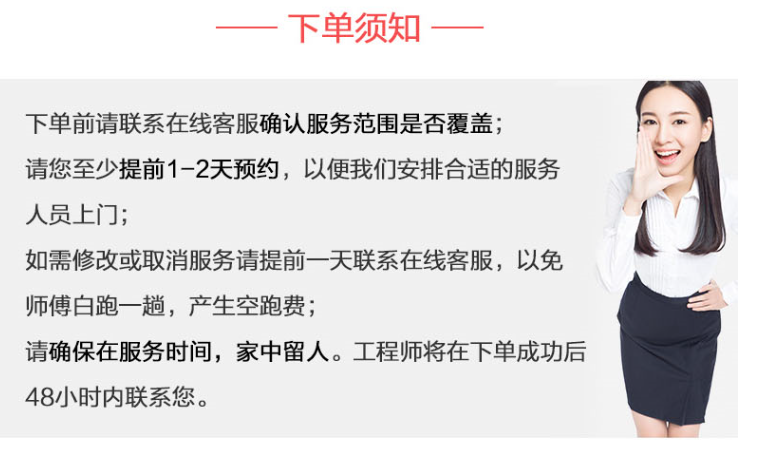 下单须知
下单前请联系在线客服确认服务范围是否覆盖；
请您至少提前1-2天预约，以便我们安排合适的服务
人员上门；
如需修改或取消服务请提前一天联系在线客服，以免
师傅白跑一趟，产生空跑费；
请确保在服务时间，家中留人。工程师将在下单成功后
48小时内联系您。